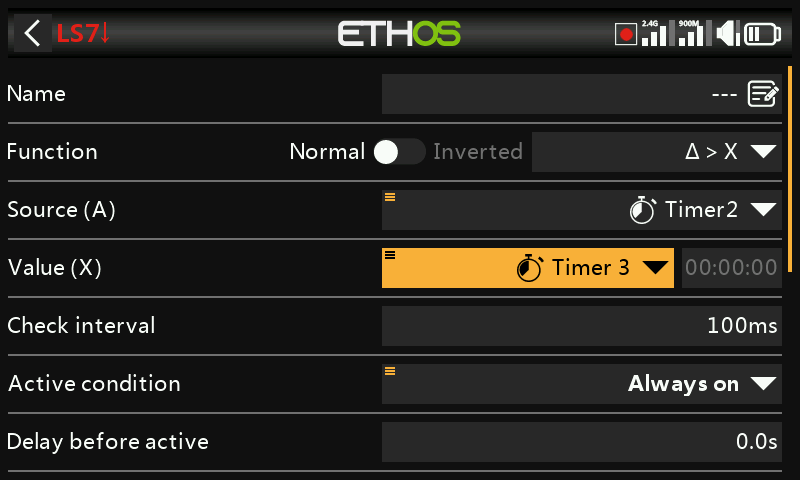 LS7↓ ETHOS 2.4G 900M
Name ---
Function Normal Inverted Δ > X
Source (A) Timer2
Value (X) Timer 3 00:00:00
Check interval 100ms
Active condition Always on
Delay before active 0.0s